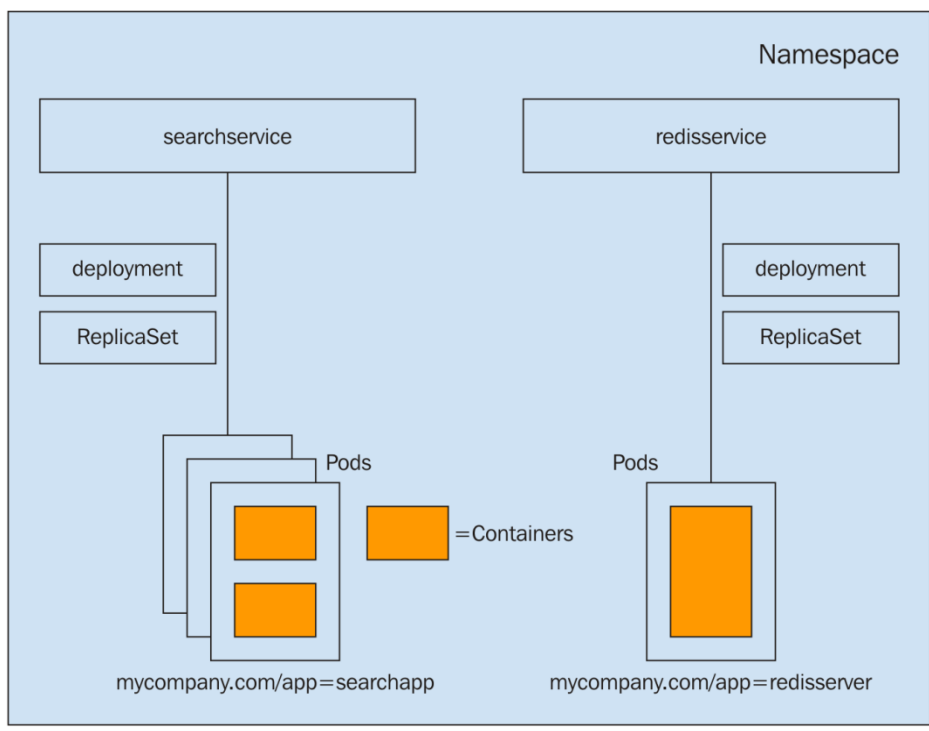 Namespace
searchservice
redisservice
deployment
deployment
ReplicaSet
ReplicaSet
Pods
Pods
=Containers
mycompany.com/app=searchapp
mycompany.com/app=redisserver